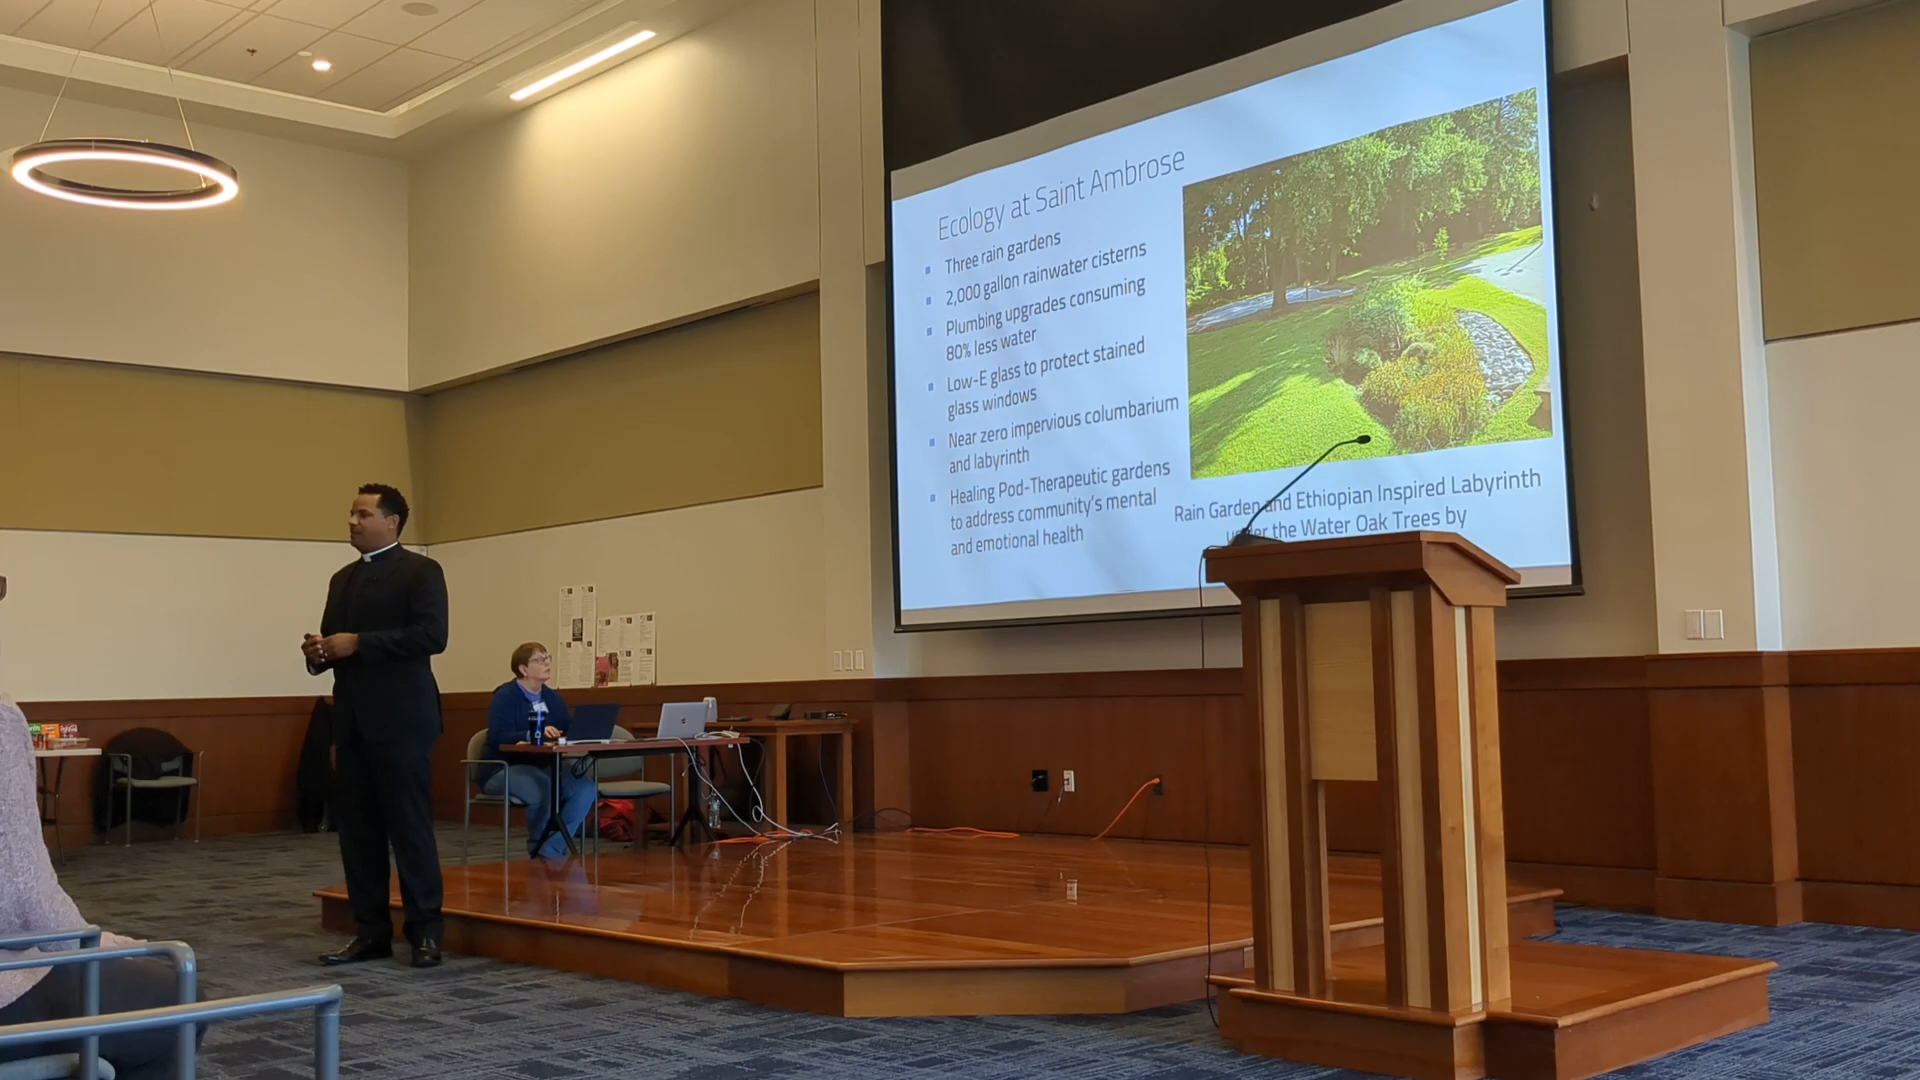 Ecology at Saint Ambrose
Three rain gardens
2,000 gallon rainwater cisterns
Plumbing upgrades consuming
80% less water
Low-E glass to protect stained
glass windows
Near zero impervious columbarium
and labyrinth
Healing Pod-Therapeutic gardens
to address community's mental
and emotional health
Rain Garden and Ethiopian Inspired Labyrinth
under the Water Oak Trees by